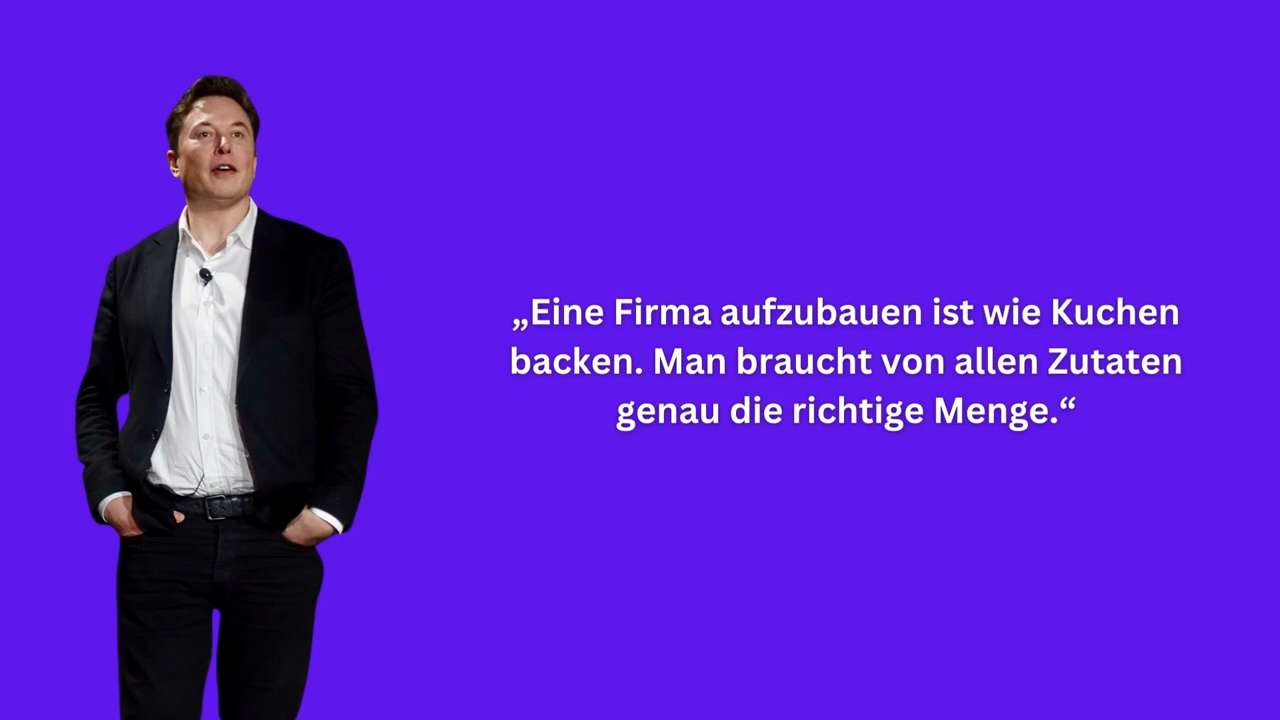 „Eine Firma aufzubauen ist wie Kuchen
backen. Man braucht von allen Zutaten
genau die richtige Menge.“